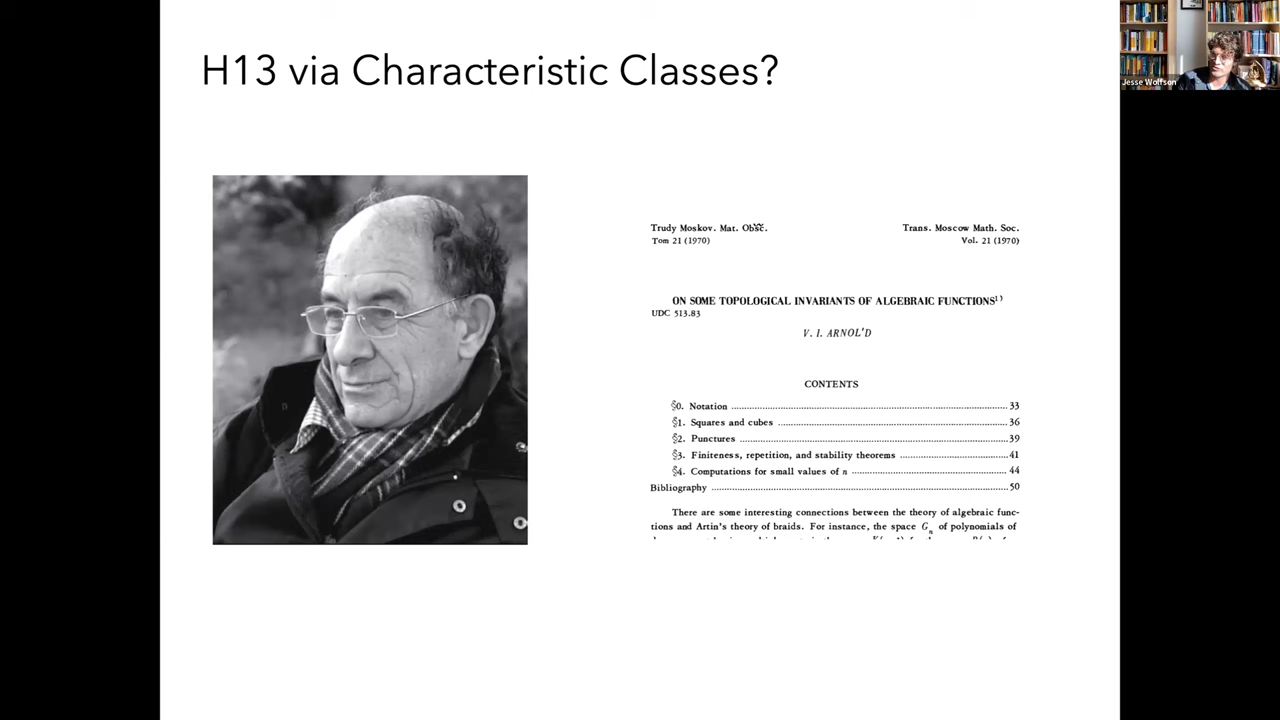 H13 via Characteristic Classes?
Jesse Wolfson
Trudy Moskov. Mat. Obšč. Trans. Moscow Math. Soc.
Tom 21 (1970) Vol. 21 (1970)
ON SOME TOPOLOGICAL INVARIANTS OF ALGEBRAIC FUNCTIONS1)
UDC 513.83
V. I. ARNOL'D
CONTENTS
§0. Notation ........ 33
§1. Squares and cubes ........ 36
§2. Punctures ........ 39
§3. Finiteness, repetition, and stability theorems ........ 41
§4. Computations for small values of n ........ 44
Bibliography ........ 50
There are some interesting connections between the theory of algebraic func-
tions and Artin's theory of braids. For instance, the space Gn of polynomials of